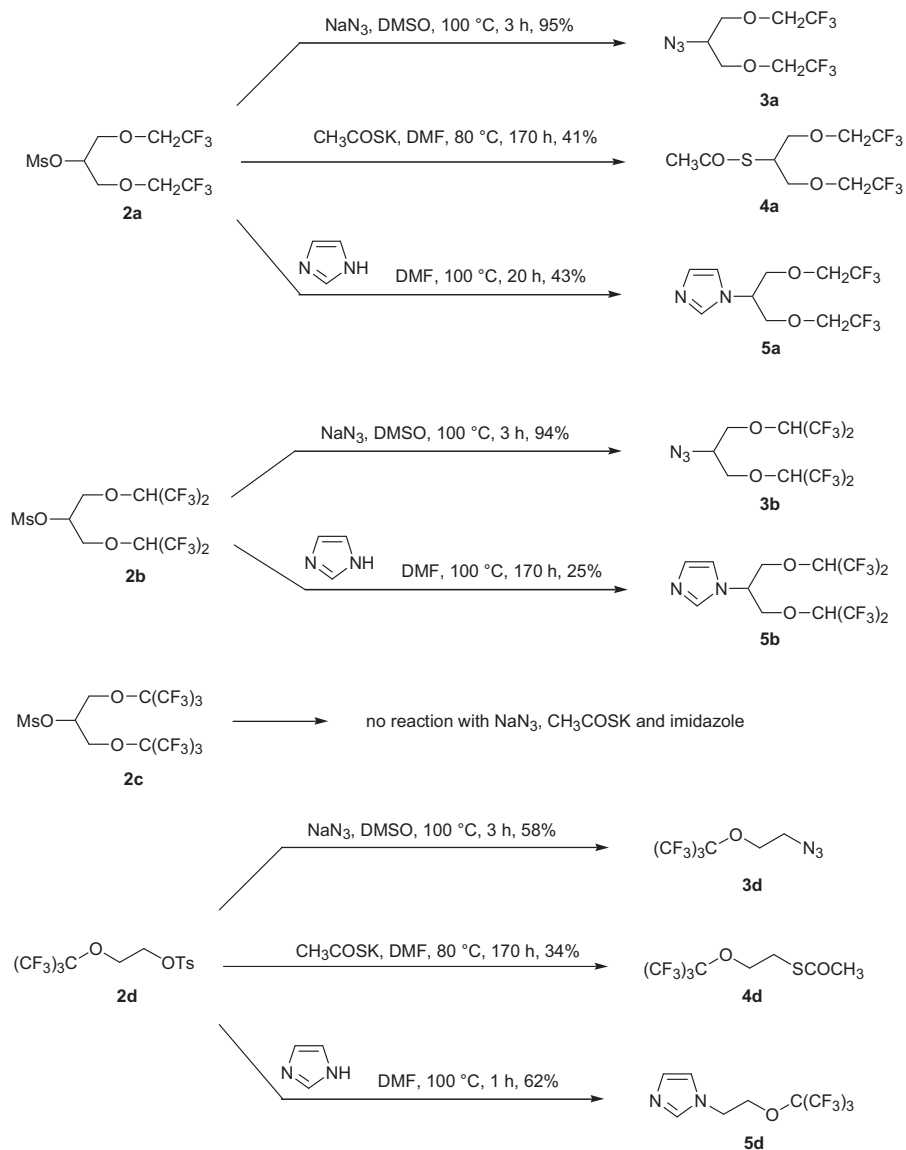 NaN3, DMSO, 100 °C, 3 h, 95%
O—CH2CF3
N3
O—CH2CF3
3a
O—CH2CF3
MsO
O—CH2CF3
2a
CH3COSK, DMF, 80 °C, 170 h, 41%
O—CH2CF3
CH3CO—S
O—CH2CF3
4a
N NH
DMF, 100 °C, 20 h, 43%
O—CH2CF3
N N
O—CH2CF3
5a
NaN3, DMSO, 100 °C, 3 h, 94%
O—CH(CF3)2
N3
O—CH(CF3)2
3b
O—CH(CF3)2
MsO
O—CH(CF3)2
2b
N NH
DMF, 100 °C, 170 h, 25%
O—CH(CF3)2
N N
O—CH(CF3)2
5b
O—C(CF3)3
MsO
O—C(CF3)3
2c
no reaction with NaN3, CH3COSK and imidazole
NaN3, DMSO, 100 °C, 3 h, 58%
(CF3)3C O N3
3d
(CF3)3C O OTs
2d
CH3COSK, DMF, 80 °C, 170 h, 34%
(CF3)3C O SCOCH3
4d
N NH
DMF, 100 °C, 1 h, 62%
N N O—C(CF3)3
5d